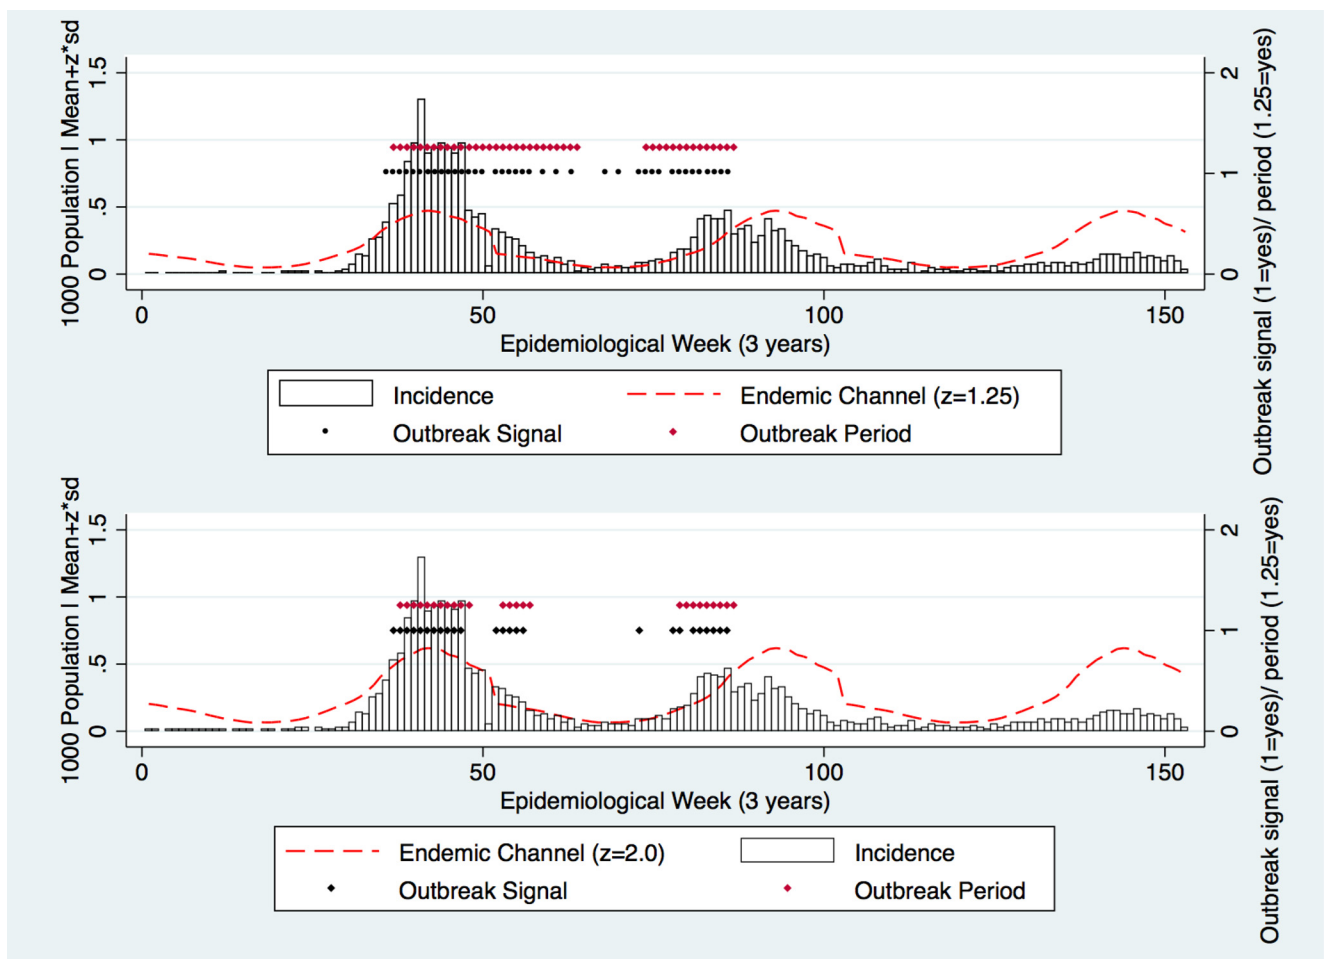 1000 Population | Mean+z*sd
1.5
1
.5
0
2
1
0
Outbreak signal (1=yes)/ period (1.25=yes)
0 50 100 150
Epidemiological Week (3 years)
Incidence Endemic Channel (z=1.25)
Outbreak Signal Outbreak Period
1000 Population | Mean+z*sd
1.5
1
.5
0
2
1
0
Outbreak signal (1=yes)/ period (1.25=yes)
0 50 100 150
Epidemiological Week (3 years)
Endemic Channel (z=2.0) Incidence
Outbreak Signal Outbreak Period